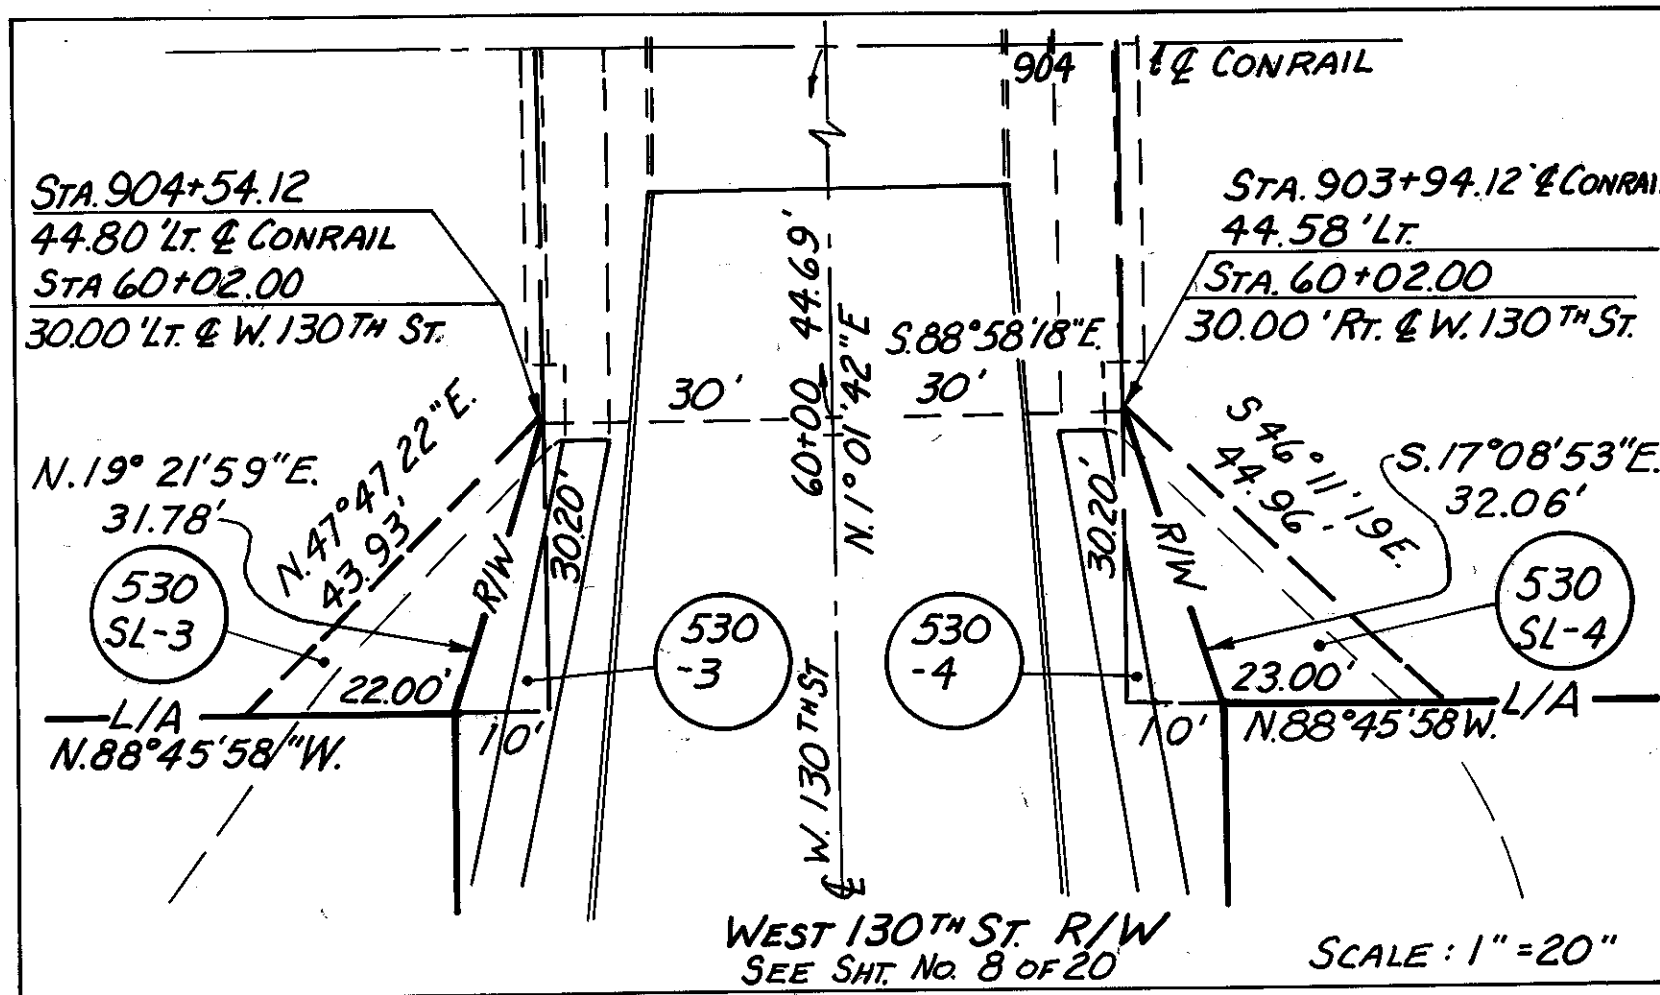 904
℄ CONRAIL
STA. 904+54.12
44.80 'LT. ℄ CONRAIL
STA 60+02.00
30.00 'LT. ℄ W. 130TH ST.
STA. 903+94.12 ℄ CONRAI
44.58 'LT.
STA. 60+02.00
30.00 'RT. ℄ W. 130TH ST.
44.69'
60+00
N. 1° 01' 42" E
S. 88° 58' 18" E.
30'
30'
N. 19° 21' 59" E.
31.78'
N. 47° 47 22" E.
43.93'
S 46° 11' 19 E.
44.96'
S. 17° 08' 53" E.
32.06'
R/W
30.20'
30.20'
R/W
530
SL-3
530
-3
530
-4
530
SL-4
22.00'
23.00'
L/A
N. 88° 45' 58" W.
10'
10'
L/A
N. 88° 45' 58 W.
℄ W. 130TH ST
WEST 130TH ST. R/W
SEE SHT. NO. 8 OF 20
SCALE : 1" = 20"